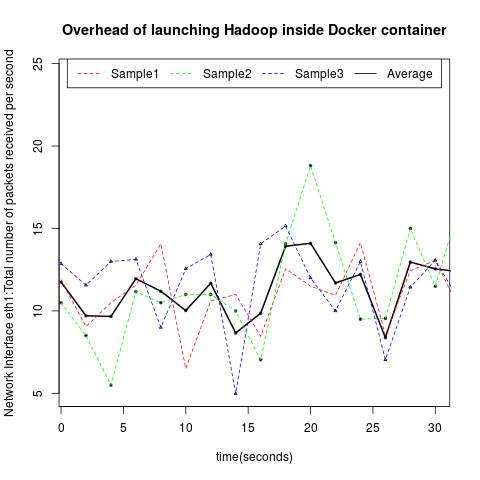 Overhead of launching Hadoop inside Docker container
Network Interface eth1:Total number of packets received per second
Sample1 Sample2 Sample3 Average
25
20
15
10
5
0 5 10 15 20 25 30
time(seconds)